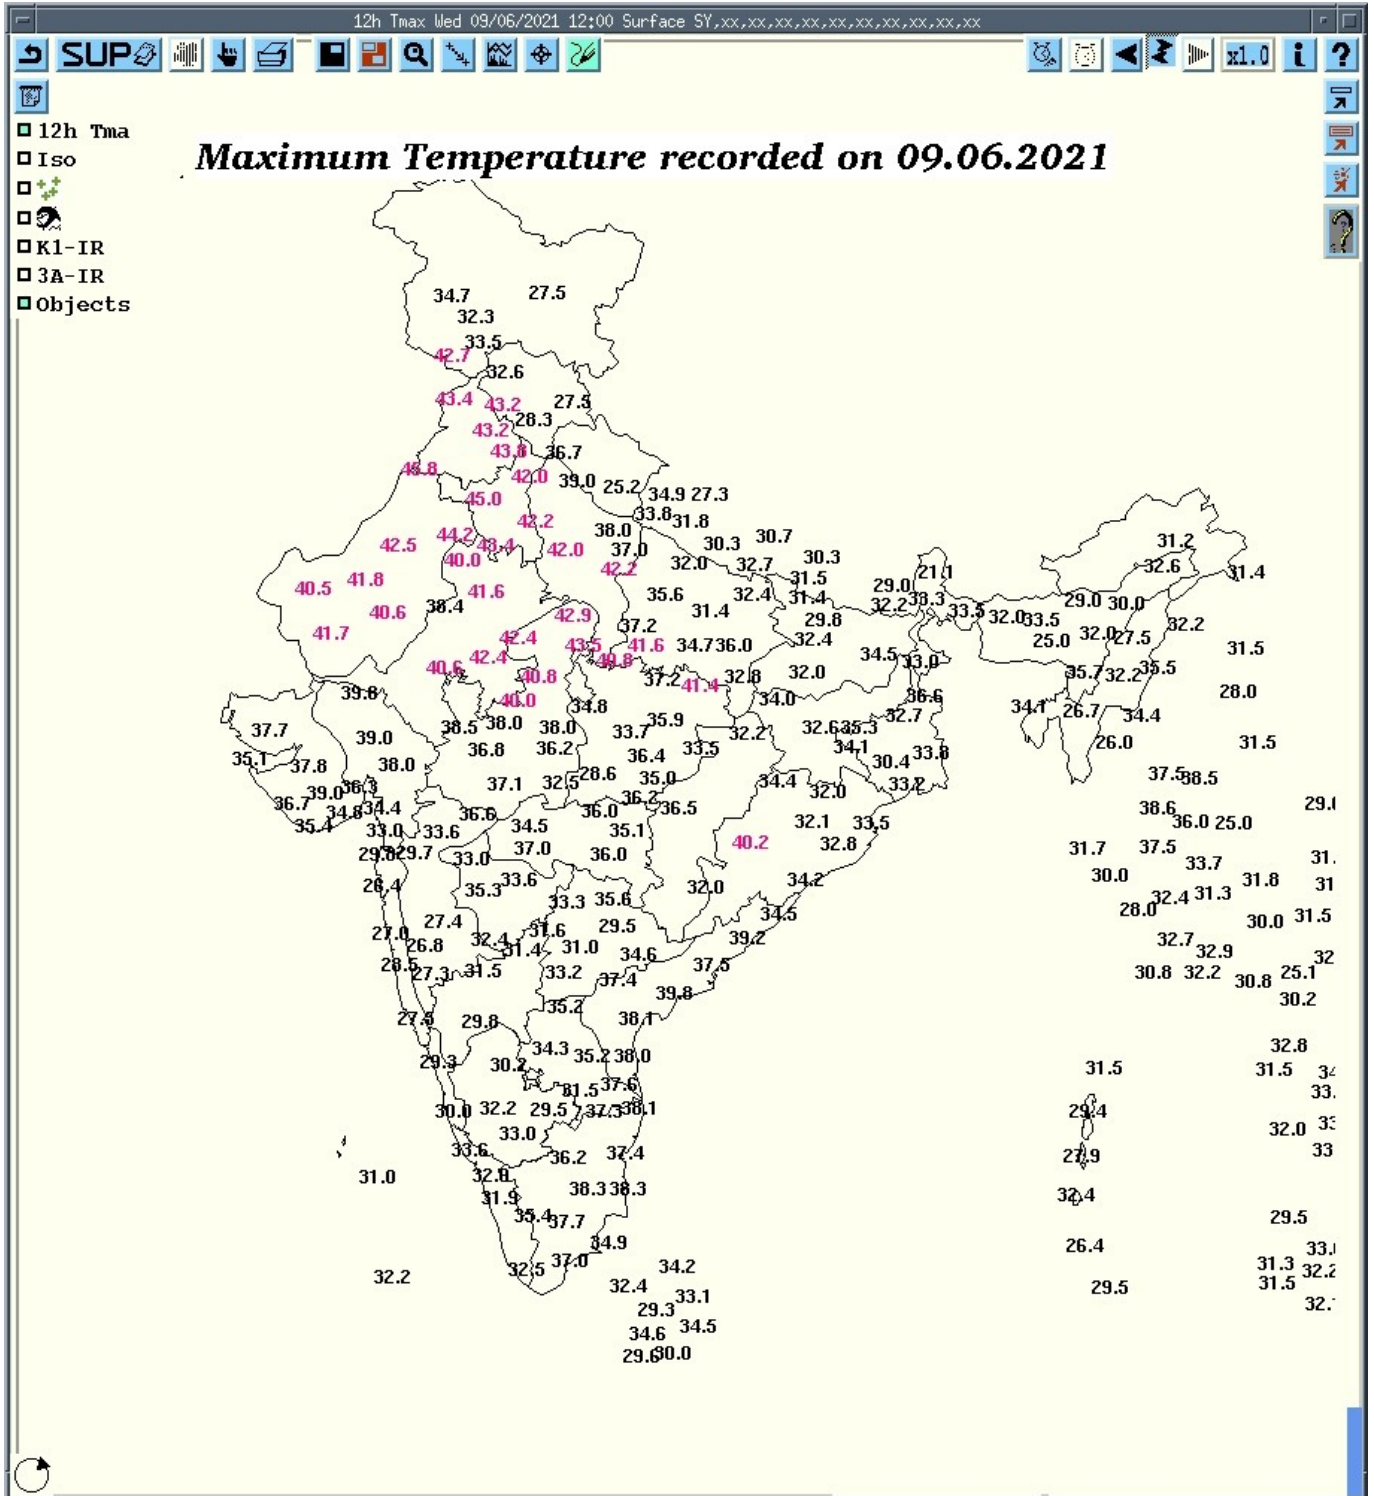 12h Tmax Wed 09/06/2021 12:00 Surface SY,xx,xx,xx,xx,xx,xx,xx,xx,xx,xx
SUP x1.0 i ?
12h Tma
Iso
K1-IR
3A-IR
Objects
Maximum Temperature recorded on 09.06.2021
34.7 27.5
32.3
33.5
42.7
32.6
43.4 43.2 27.5
28.3
43.2
43.8 36.7
45.8 42.0 39.0 25.2
45.0 34.9 27.3
42.2 33.8 31.8
44.2 38.0 30.7 31.2
42.5 43.4 42.0 37.0 30.3
40.0 42.2 32.0 32.7 30.3 32.6
40.5 41.8 31.5 29.0 21.1 31.4
41.6 35.6 32.4 31.4
40.6 38.4 31.4 32.2 33.3 33.5 29.0 30.0
42.9 37.2 29.8 32.0 33.5 32.2
41.7 42.4 43.5 41.6 34.7 36.0 32.4 25.0 32.0 27.5
42.4 40.8 34.5 33.0 31.5
40.6 40.8 37.2 32.8 32.0 35.7 32.2 35.5
39.8 40.0 41.4 34.0 36.6 28.0
34.8 35.9 32.7 34.1 26.7 34.4
37.7 38.5 38.0 38.0 33.7 32.2 32.6 35.3
39.0 36.8 36.2 36.4 33.5 34.1 33.8 26.0 31.5
35.1 37.8 38.0 28.6 35.0 30.4 37.5 38.5
39.0 36.3 37.1 32.5 36.2 34.4 32.0 33.2
36.7 34.8 34.4 36.6 36.0 36.5 38.6
35.4 33.0 33.6 34.5 35.1 32.1 33.5 36.0 25.0
29.8 29.7 33.0 37.0 36.0 40.2 32.8 31.7 37.5 33.7
26.4 35.3 33.6 32.0 34.2 30.0 31.8
33.3 35.6 32.4 31.3
27.4 34.5 28.0 31.5
27.0 31.6 29.5 30.0
26.8 32.4 31.4 31.0 34.6 39.2 32.7 32.9
28.5 27.3 31.5 33.2 37.4 37.5 30.8 32.2 30.8 25.1
39.8 30.2
27.5 29.8 35.2 38.1
34.3 32.8
29.3 30.2 35.2 38.0 31.5 31.5
31.5 37.6
30.0 32.2 29.5 37.3 38.1 29.4
33.0 32.0
33.6 36.2 37.4 27.9
31.0 31.9 38.3 38.3 32.4
35.4 37.7 29.5
34.9 26.4
32.5 37.0 34.2 31.3
32.2 32.4 33.1 29.5 31.5
29.3
34.6 34.5
29.6 30.0